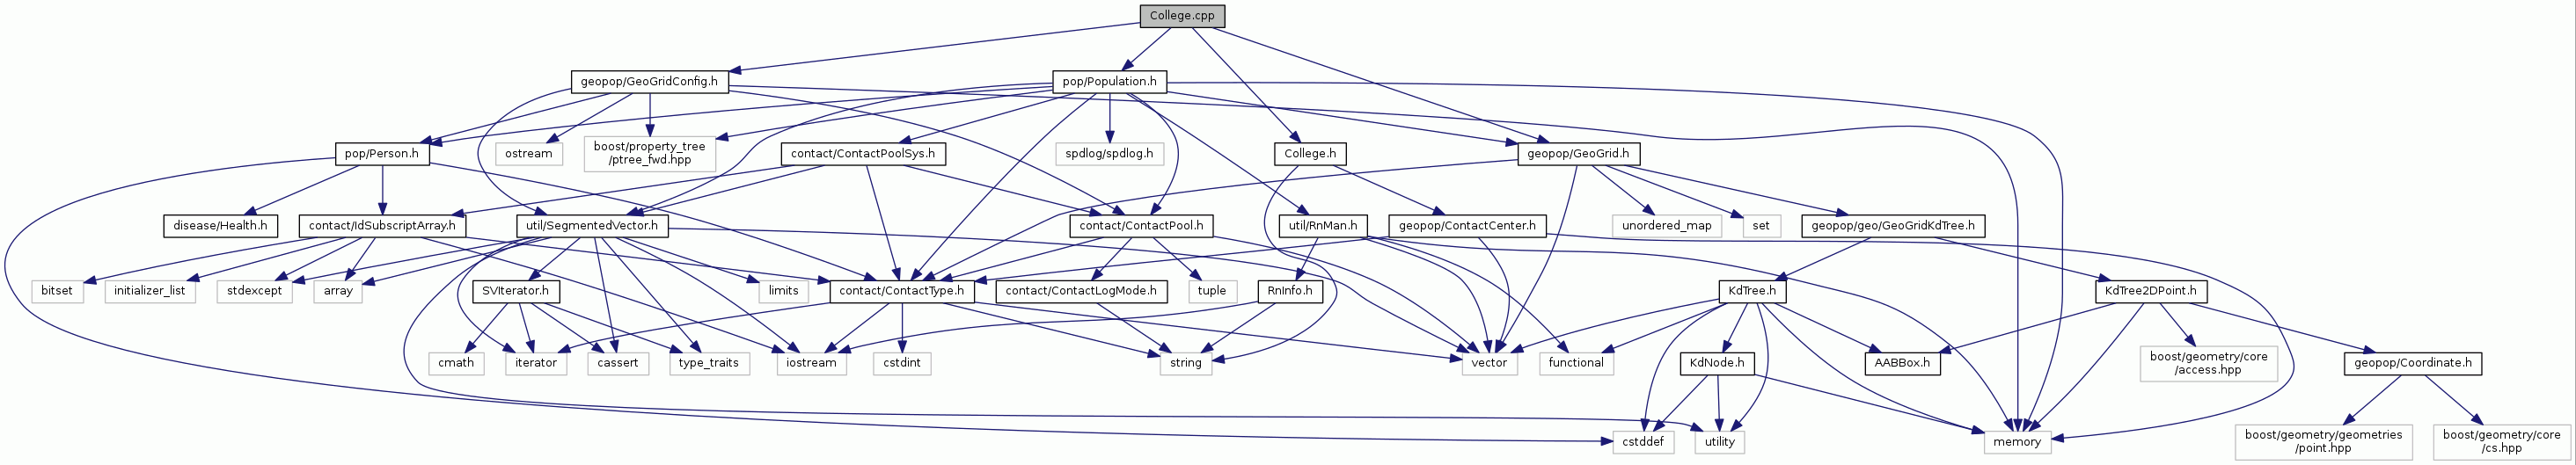 College.cpp
geopop/GeoGridConfig.h
pop/Population.h
pop/Person.h
ostream
boost/property_tree
/ptree_fwd.hpp
contact/ContactPoolSys.h
spdlog/spdlog.h
College.h
geopop/GeoGrid.h
disease/Health.h
contact/IdSubscriptArray.h
util/SegmentedVector.h
contact/ContactPool.h
util/RnMan.h
geopop/ContactCenter.h
unordered_map
set
geopop/geo/GeoGridKdTree.h
bitset
initializer_list
stdexcept
array
SVIterator.h
limits
contact/ContactType.h
contact/ContactLogMode.h
tuple
RnInfo.h
KdTree.h
KdTree2DPoint.h
cmath
iterator
cassert
type_traits
iostream
cstdint
string
vector
functional
KdNode.h
AABBox.h
boost/geometry/core
/access.hpp
geopop/Coordinate.h
cstddef
utility
memory
boost/geometry/geometries
/point.hpp
boost/geometry/core
/cs.hpp